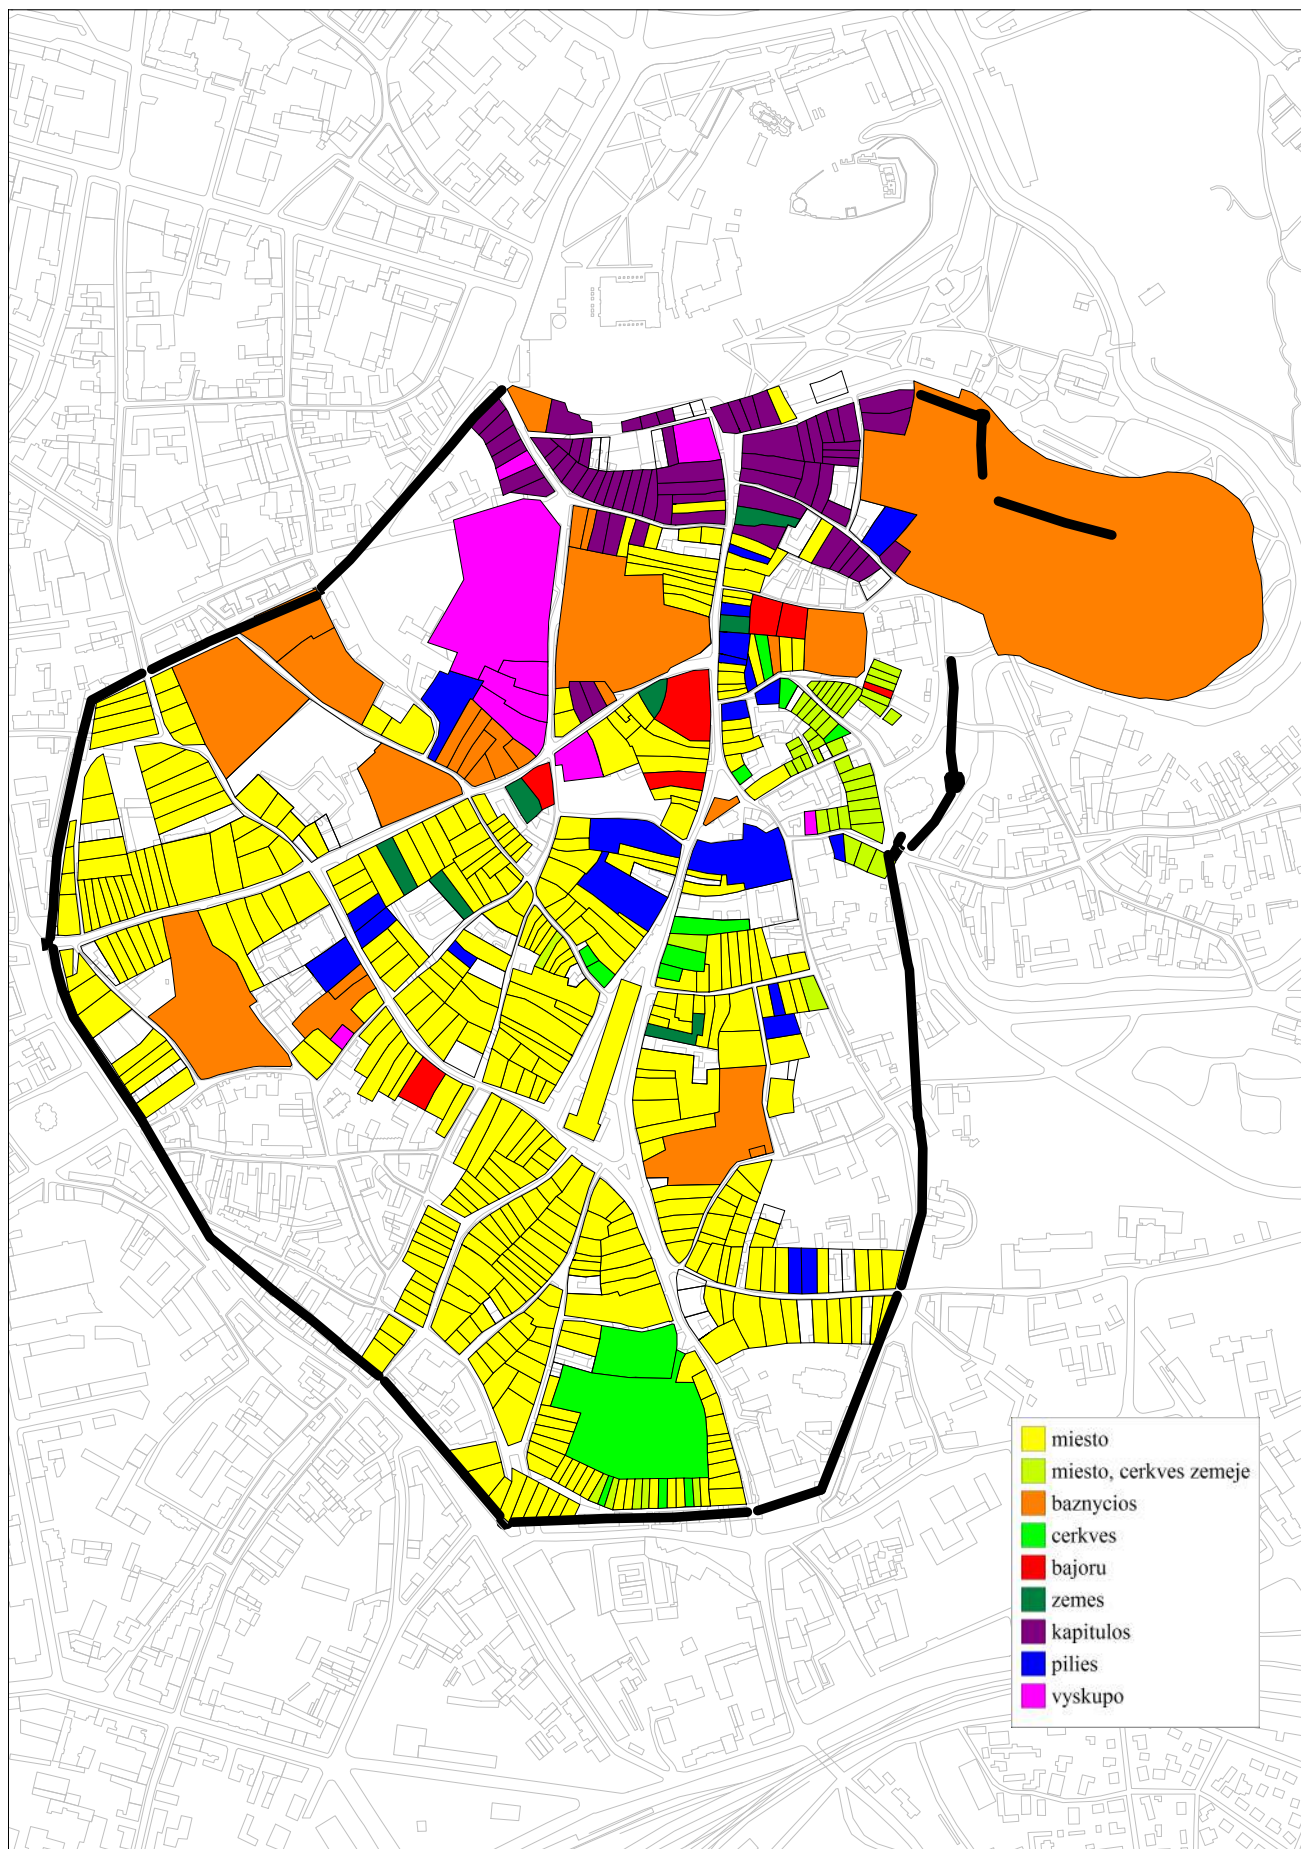 miesto
miesto, cerkves zemeje
baznycios
cerkves
bajoru
zemes
kapitulos
pilies
vyskupo